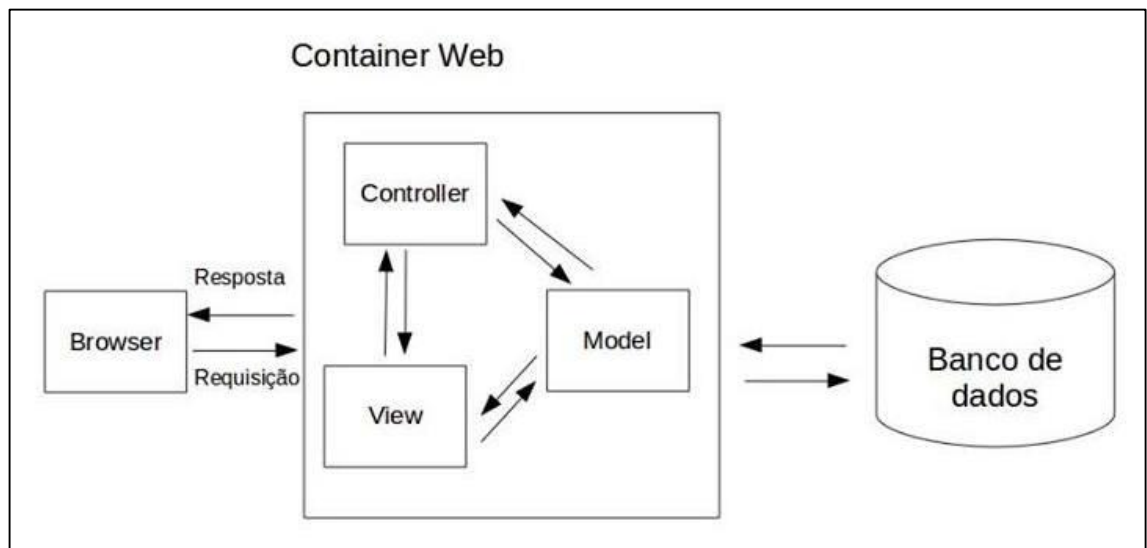 Container Web
Controller
Resposta
Browser
Requisição
View
Model
Banco de
dados